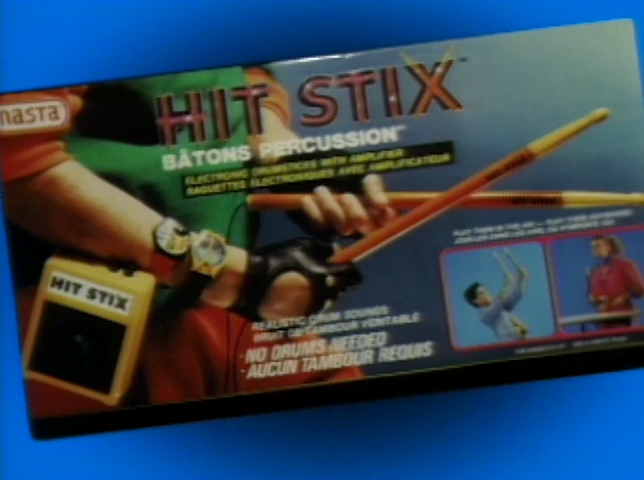 nasta
HIT STIX
BÂTONS PERCUSSION
ELECTRONIC DRUMSTICKS WITH AMPLIFIER
BAGUETTES ÉLECTRONIQUES AVEC AMPLIFICATEUR
HIT STIX
REALISTIC DRUM SOUNDS
BRUIT DE TAMBOUR VERITABLE
·NO DRUMS NEEDED
·AUCUN TAMBOUR REQUIS